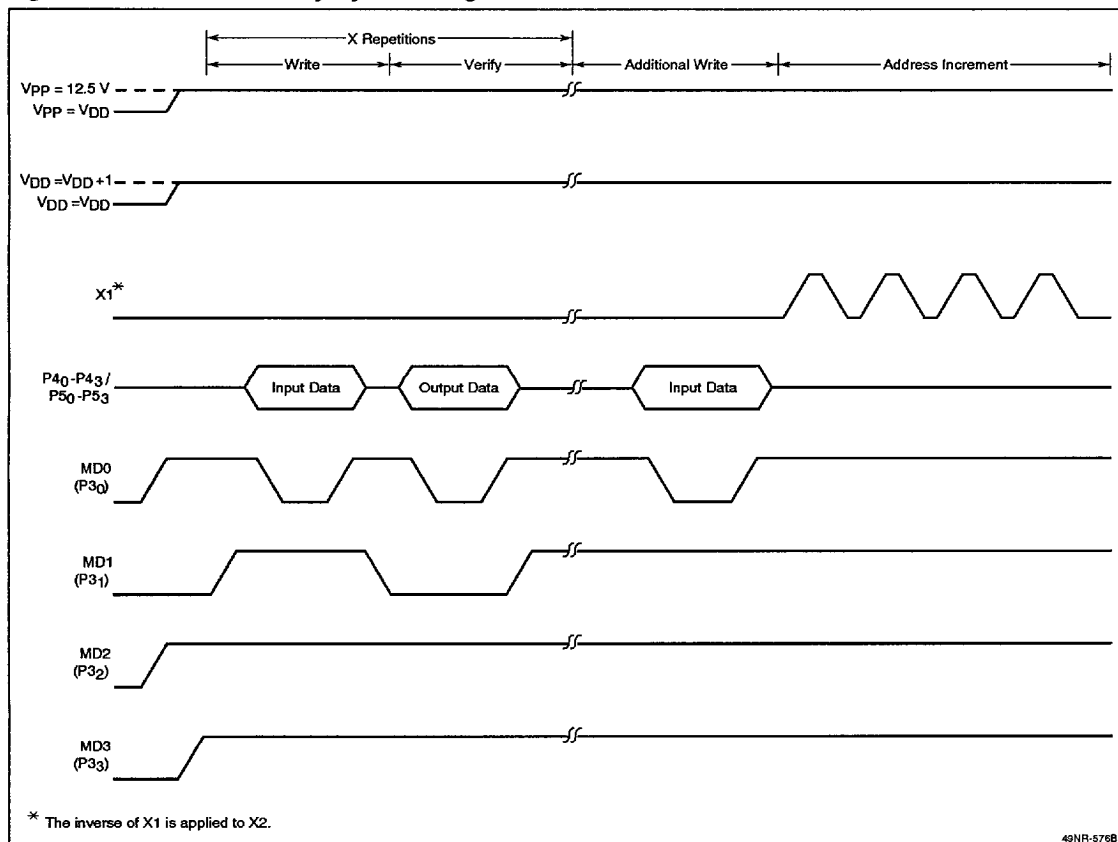 X Repetitions
Write
Verify
Additional Write
Address Increment
VPP = 12.5 V
VPP = VDD
VDD =VDD +1
VDD =VDD
X1*
P40-P43 /
P50-P53
Input Data
Output Data
Input Data
MD0
(P30)
MD1
(P31)
MD2
(P32)
MD3
(P33)
* The inverse of X1 is applied to X2.
49NR-576B